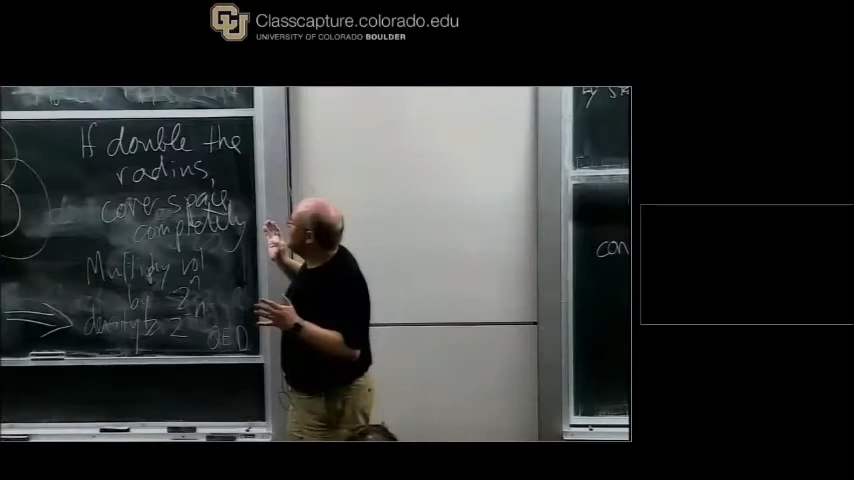 Classcapture.colorado.edu
UNIVERSITY OF COLORADO BOULDER
If double the
radius,
cover space
completely
Multiply vol
by 2^n
density ≥ 2^-n
QED
con